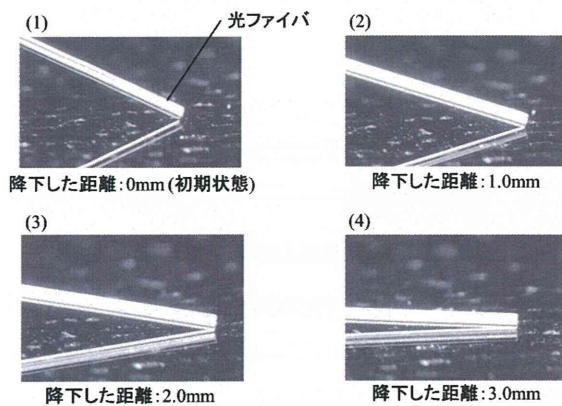 光ファイバ
(1)
(2)
降下した距離:0mm (初期状態)
降下した距離:1.0mm
(3)
(4)
降下した距離:2.0mm
降下した距離:3.0mm